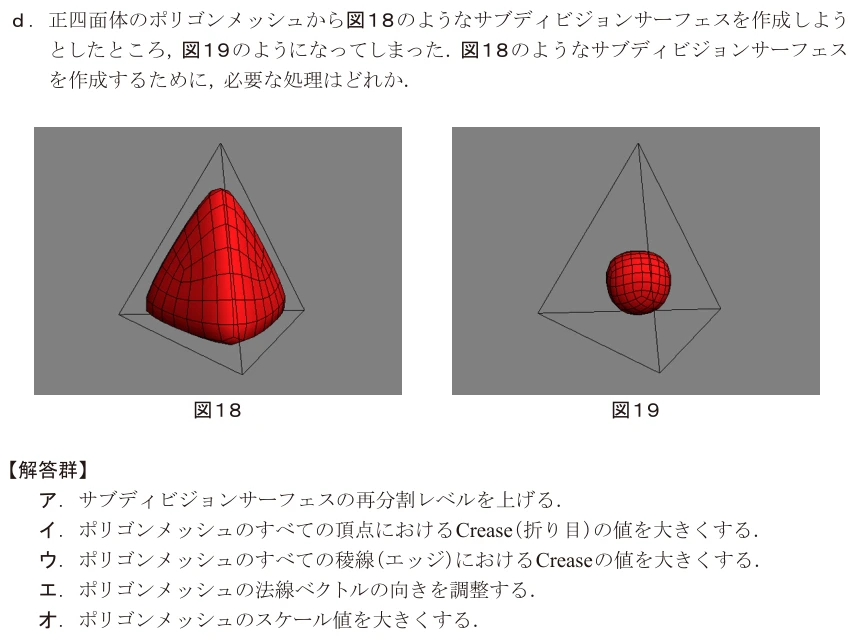 d. 正四面体のポリゴンメッシュから図18のようなサブディビジョンサーフェスを作成しよう
としたところ, 図19のようになってしまった. 図18のようなサブディビジョンサーフェス
を作成するために, 必要な処理はどれか.
図18
図19
【解答群】
ア. サブディビジョンサーフェスの再分割レベルを上げる.
イ. ポリゴンメッシュのすべての頂点におけるCrease(折り目)の値を大きくする.
ウ. ポリゴンメッシュのすべての稜線(エッジ)におけるCreaseの値を大きくする.
エ. ポリゴンメッシュの法線ベクトルの向きを調整する.
オ. ポリゴンメッシュのスケール値を大きくする.